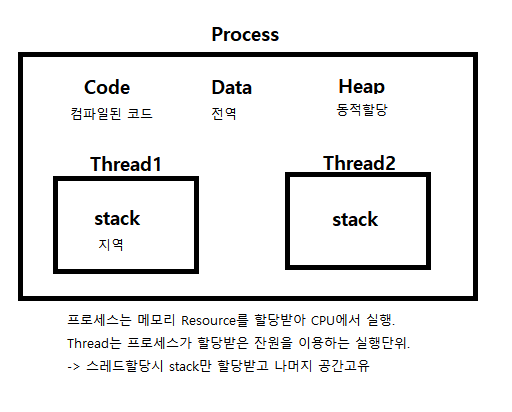 Process
Code Data Heap
컴파일된 코드 전역 동적할당
Thread1 Thread2
stack stack
지역
프로세스는 메모리 Resource를 할당받아 CPU에서 실행.
Thread는 프로세스가 할당받은 잔원을 이용하는 실행단위.
-> 스레드할당시 stack만 할당받고 나머지 공간고유